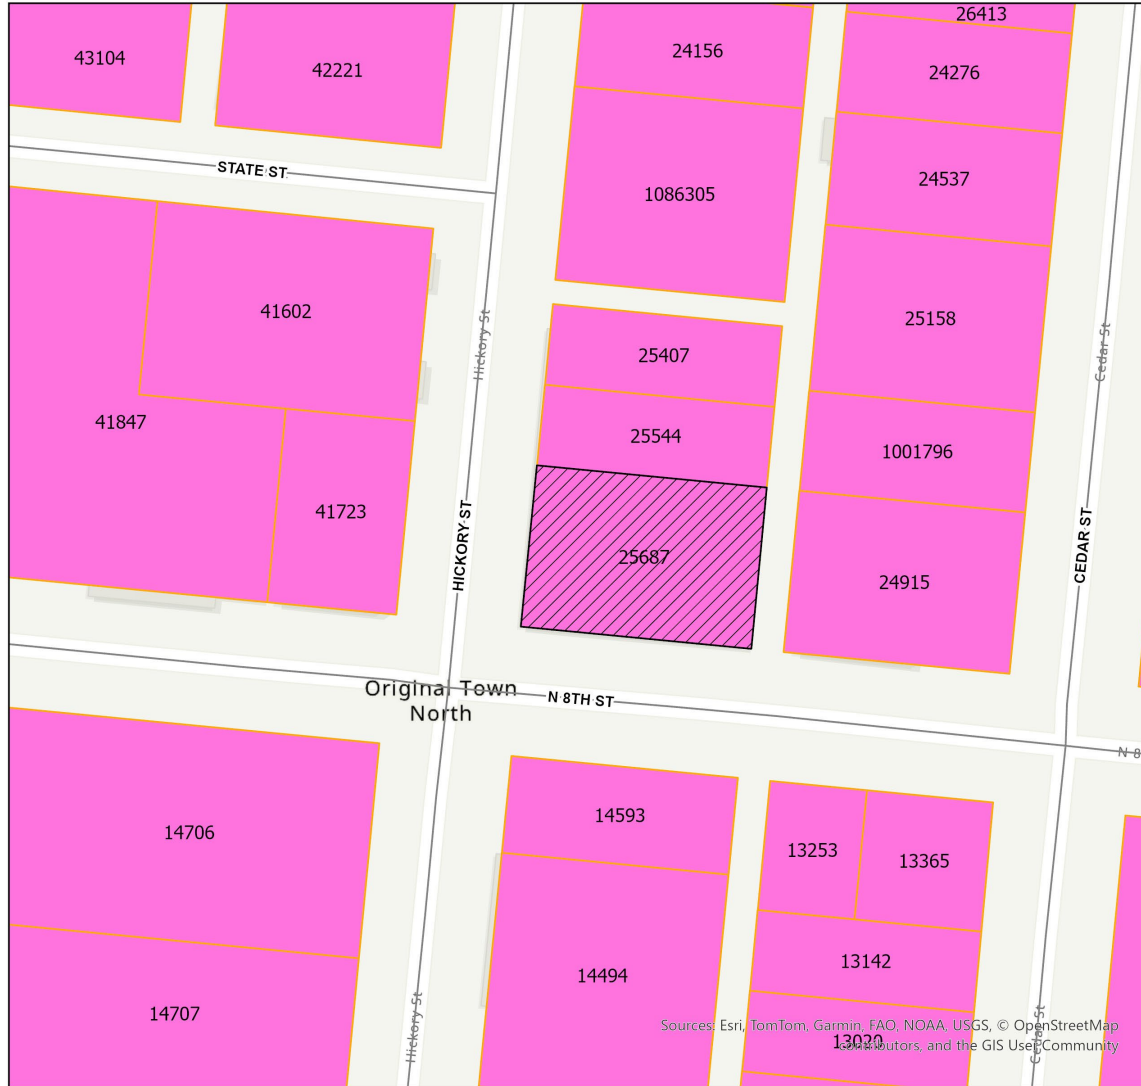 26413
43104
42221
24156
24276
STATE ST
24537
1086305
41602
25158
Hickory St
25407
Cedar St
41847
25544
1001796
41723
HICKORY ST
CEDAR ST
25687
24915
Original Town
North
N 8TH ST
N 8
14593
14706
13253
13365
13142
14494
14707
Hickory St
Cedar St
13020
Sources: Esri, TomTom, Garmin, FAO, NOAA, USGS, © OpenStreetMap
contributors, and the GIS User Community